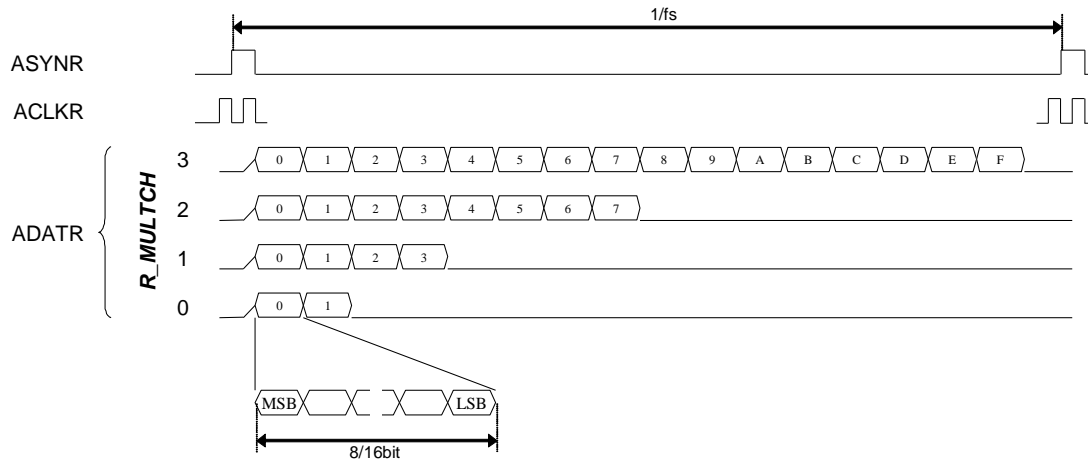 1/fs
ASYNR
ACLKR
ADATR
R_MULTCH
3 0 1 2 3 4 5 6 7 8 9 A B C D E F
2 0 1 2 3 4 5 6 7
1 0 1 2 3
0 0 1
MSB LSB
8/16bit